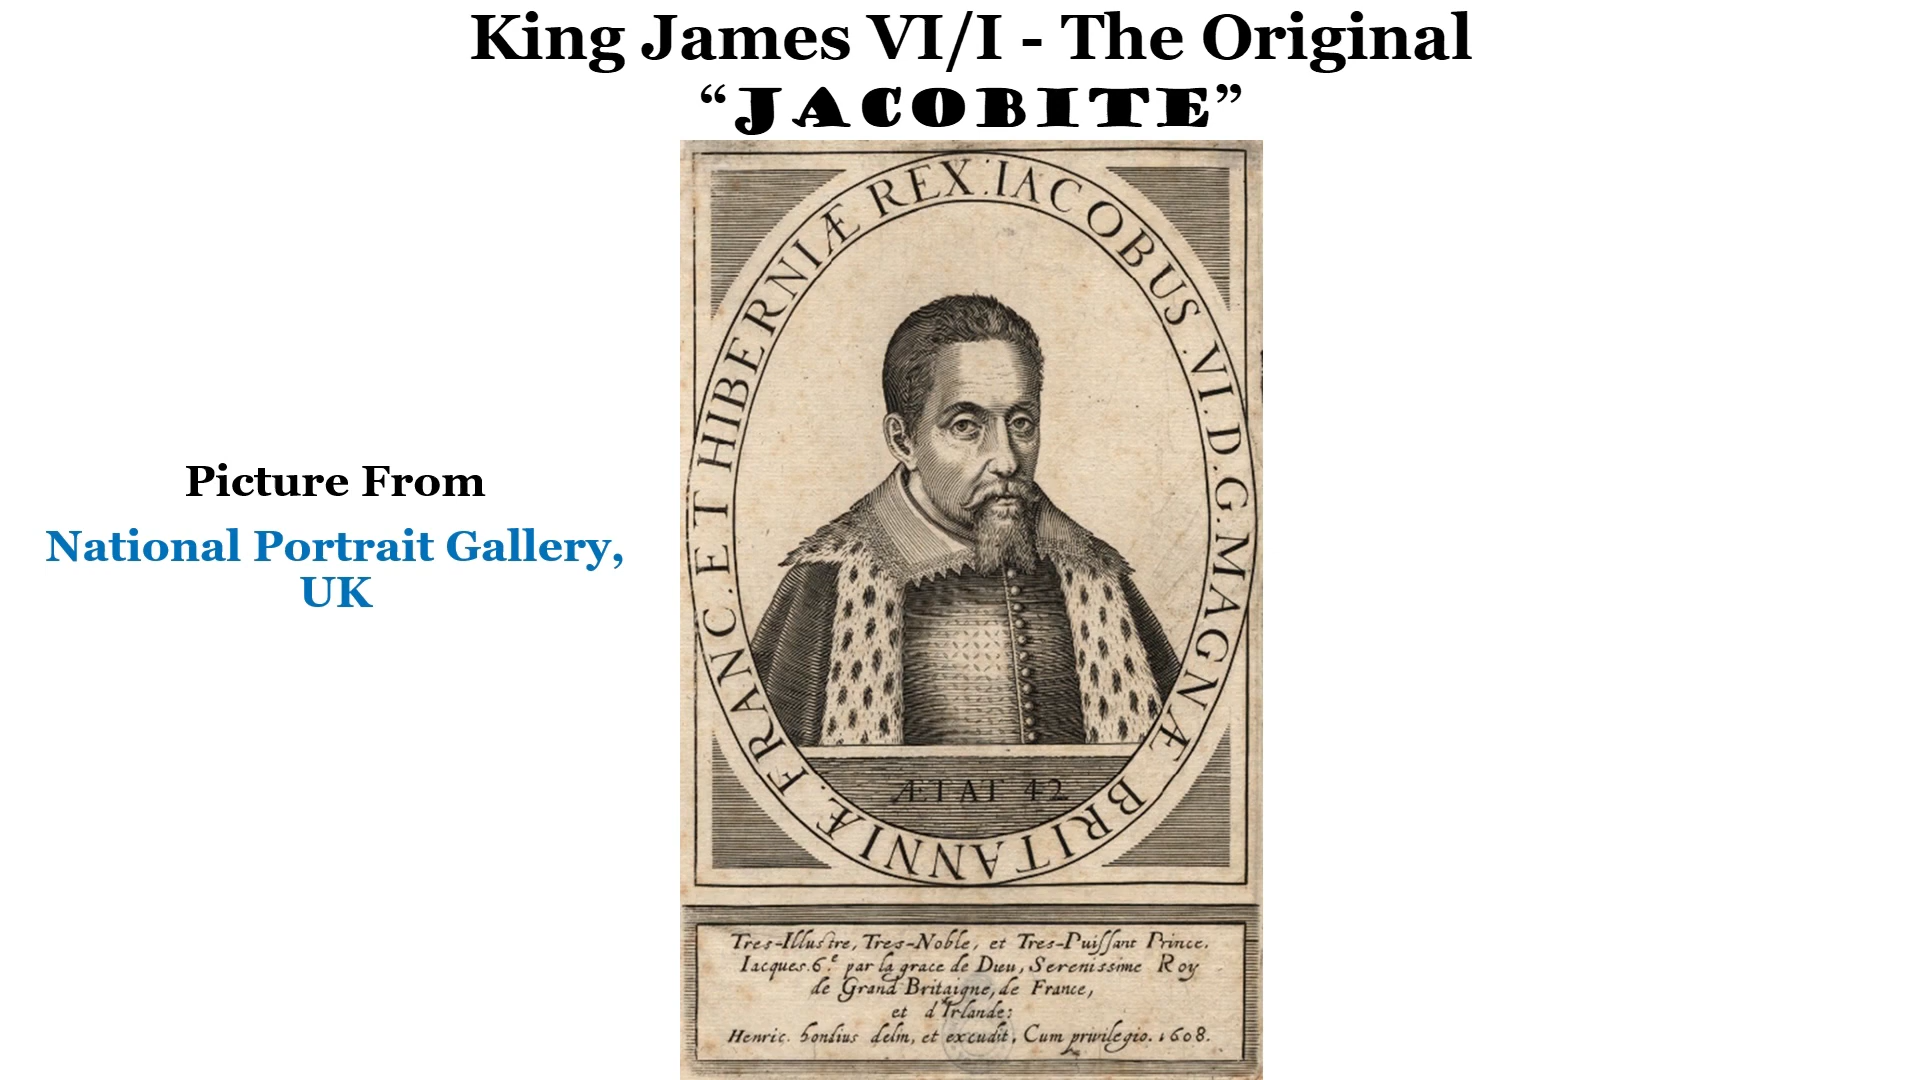 King James VI/I - The Original
“JACOBITE”
Picture From
National Portrait Gallery,
UK
IACOBUS . VI . D . G . MAGNÆ BRITANNIÆ . FRANC . ET HIBERNIÆ REX .
ÆTAT 42
Tres-Illustre, Tres-Noble, et Tres-Puissant Prince.
Iacques.6.e par la grace de Dieu, Serenissime Roy
de Grand Britaigne, de France,
et d'Irlande:
Henric. hondius delin, et excudit. Cum privilegio. 1608.